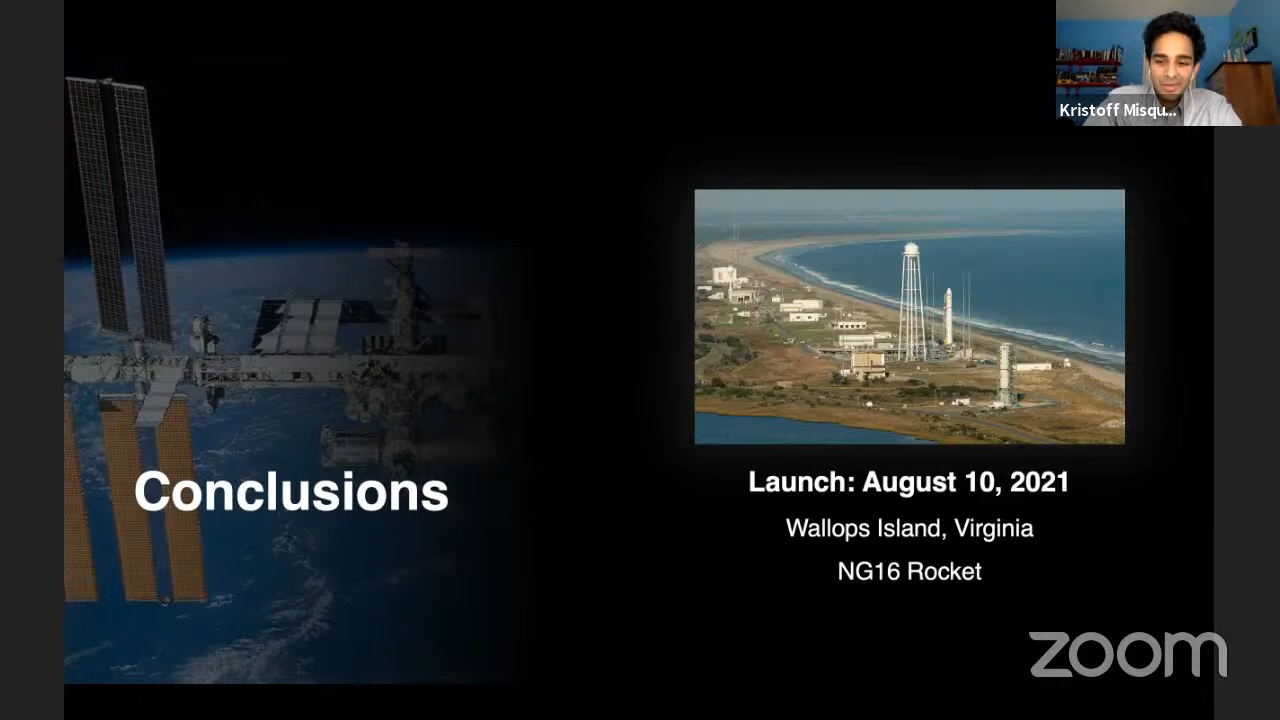 Kristoff Misqu...
Conclusions
Launch: August 10, 2021
Wallops Island, Virginia
NG16 Rocket
zoom